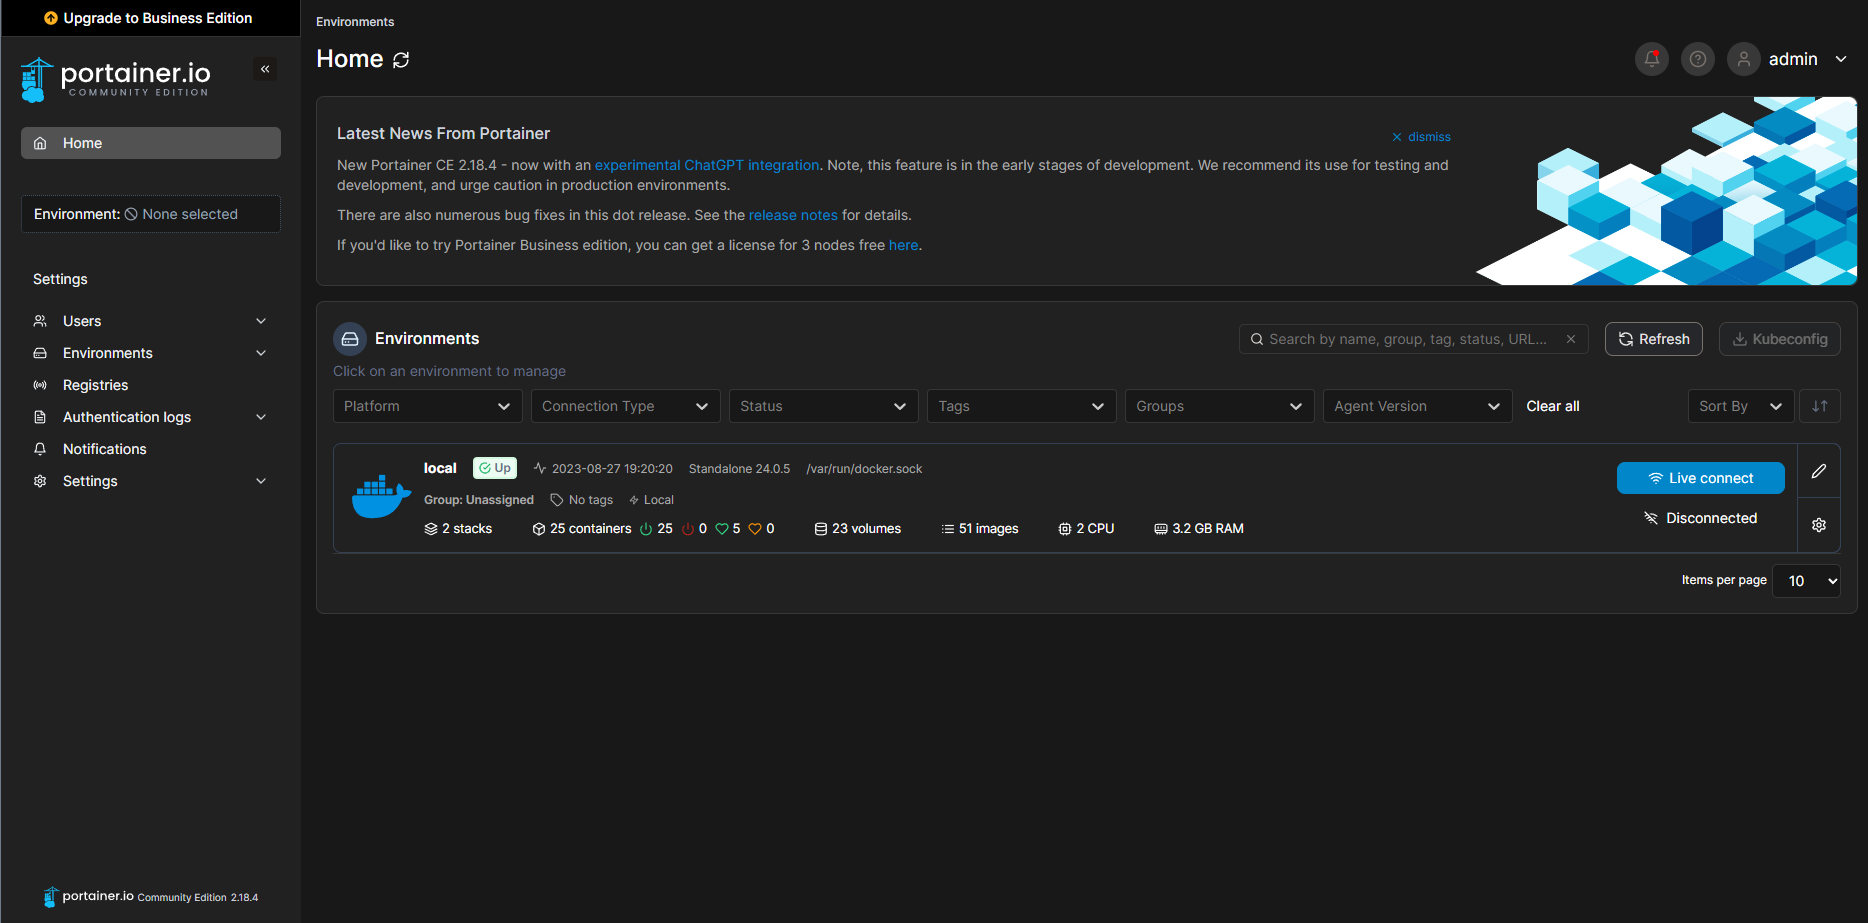 Upgrade to Business Edition
portainer.io
COMMUNITY EDITION
Home
Environment: None selected
Settings
Users
Environments
Registries
Authentication logs
Notifications
Settings
portainer.io Community Edition 2.18.4
Environments
Home
admin
Latest News From Portainer
dismiss
New Portainer CE 2.18.4 - now with an experimental ChatGPT integration. Note, this feature is in the early stages of development. We recommend its use for testing and
development, and urge caution in production environments.
There are also numerous bug fixes in this dot release. See the release notes for details.
If you'd like to try Portainer Business edition, you can get a license for 3 nodes free here.
Environments
Search by name, group, tag, status, URL...
Refresh
Kubeconfig
Click on an environment to manage
Platform
Connection Type
Status
Tags
Groups
Agent Version
Clear all
Sort By
local Up 2023-08-27 19:20:20 Standalone 24.0.5 /var/run/docker.sock
Group: Unassigned No tags Local
2 stacks 25 containers 25 0 5 0 23 volumes 51 images 2 CPU 3.2 GB RAM
Live connect
Disconnected
Items per page 10